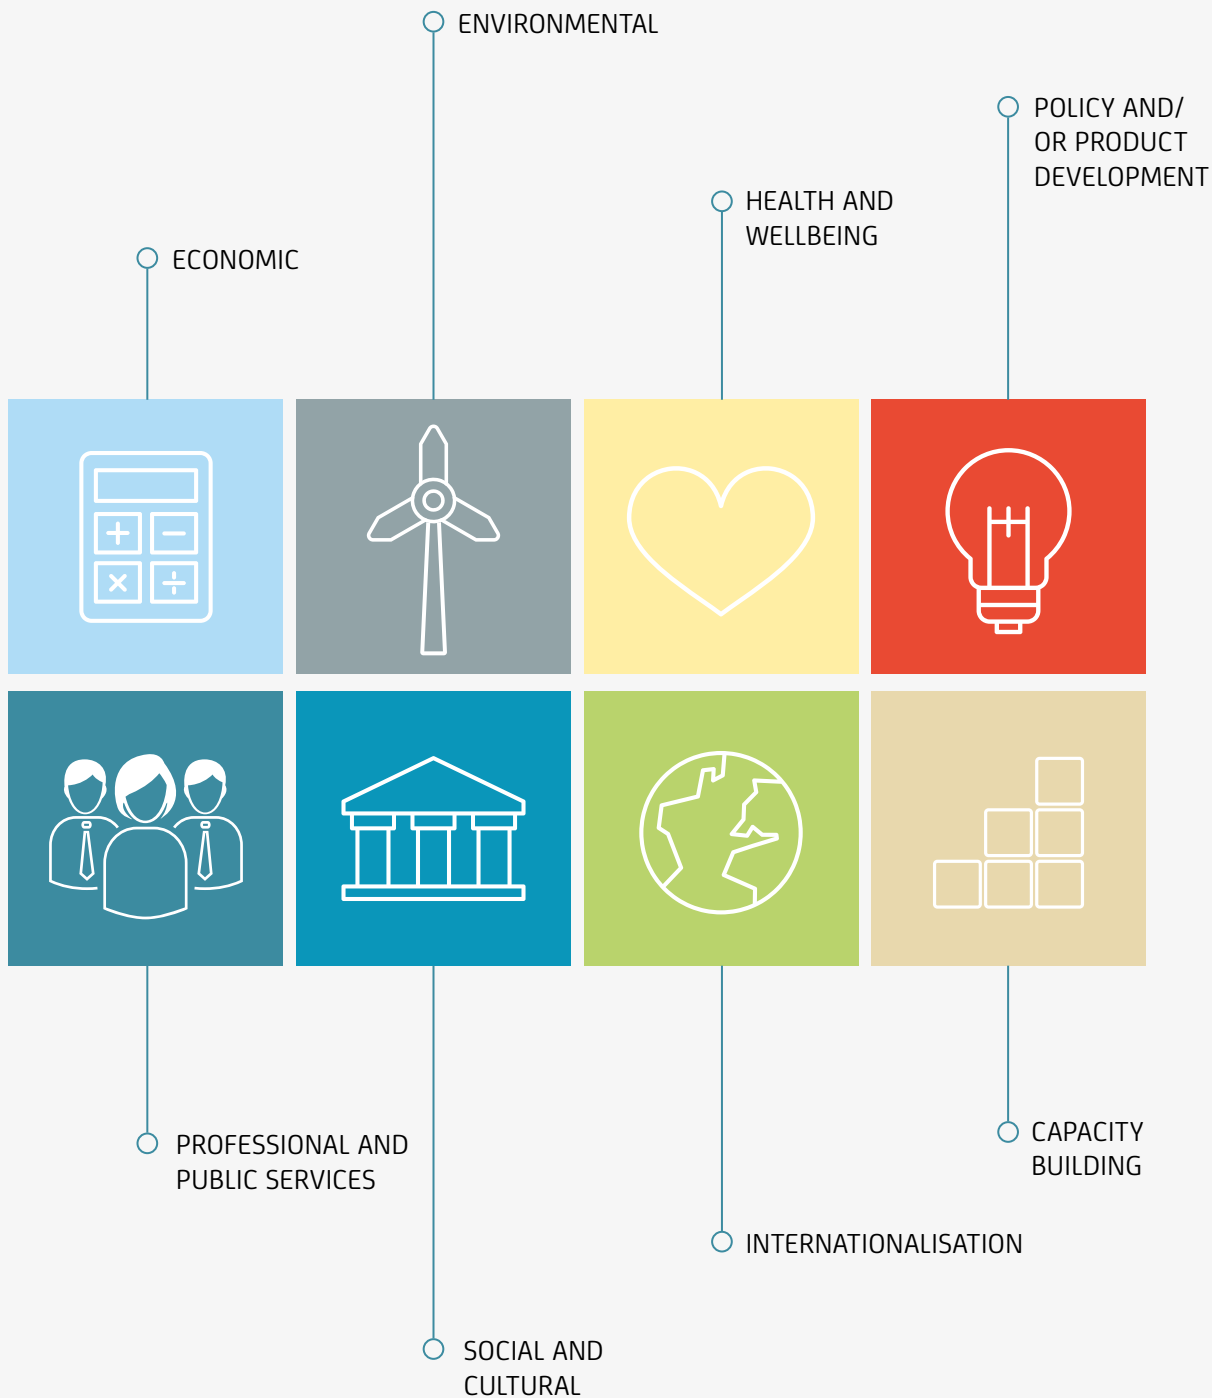 ENVIRONMENTAL
POLICY AND/
OR PRODUCT
DEVELOPMENT
HEALTH AND
WELLBEING
ECONOMIC
PROFESSIONAL AND
PUBLIC SERVICES
CAPACITY
BUILDING
INTERNATIONALISATION
SOCIAL AND
CULTURAL